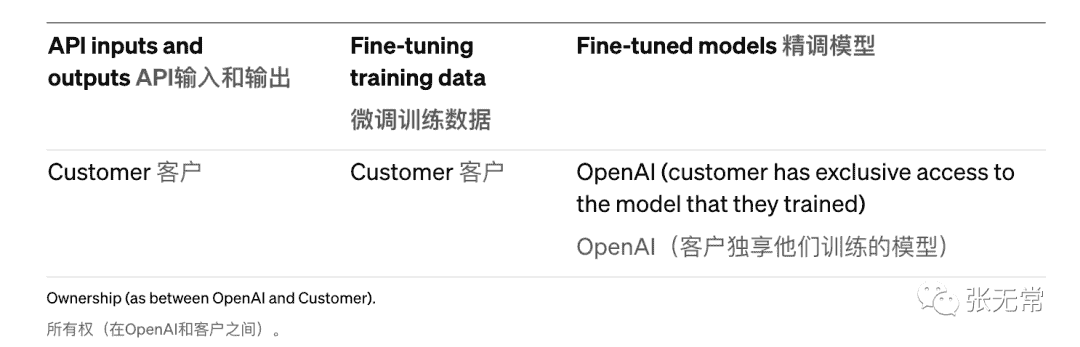 API inputs and
outputs API输入和输出
Fine-tuning
training data
微调训练数据
Fine-tuned models 精调模型
Customer 客户
Customer 客户
OpenAI (customer has exclusive access to
the model that they trained)
OpenAI（客户独享他们训练的模型）
Ownership (as between OpenAI and Customer).
所有权（在OpenAI和客户之间）。
张无常